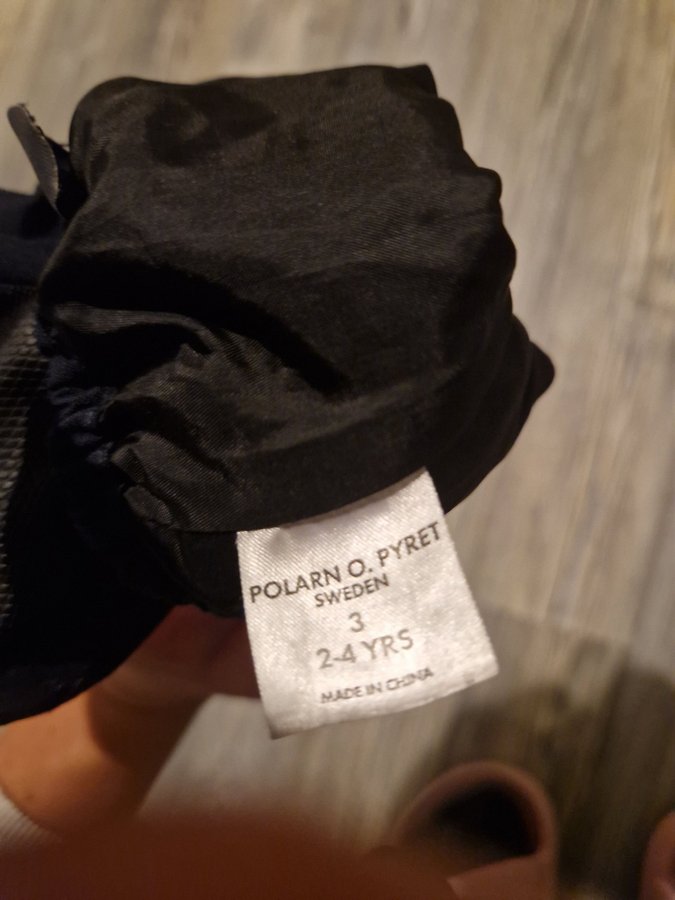 POLARN O. PYRET
SWEDEN
3
2-4 YRS
MADE IN CHINA